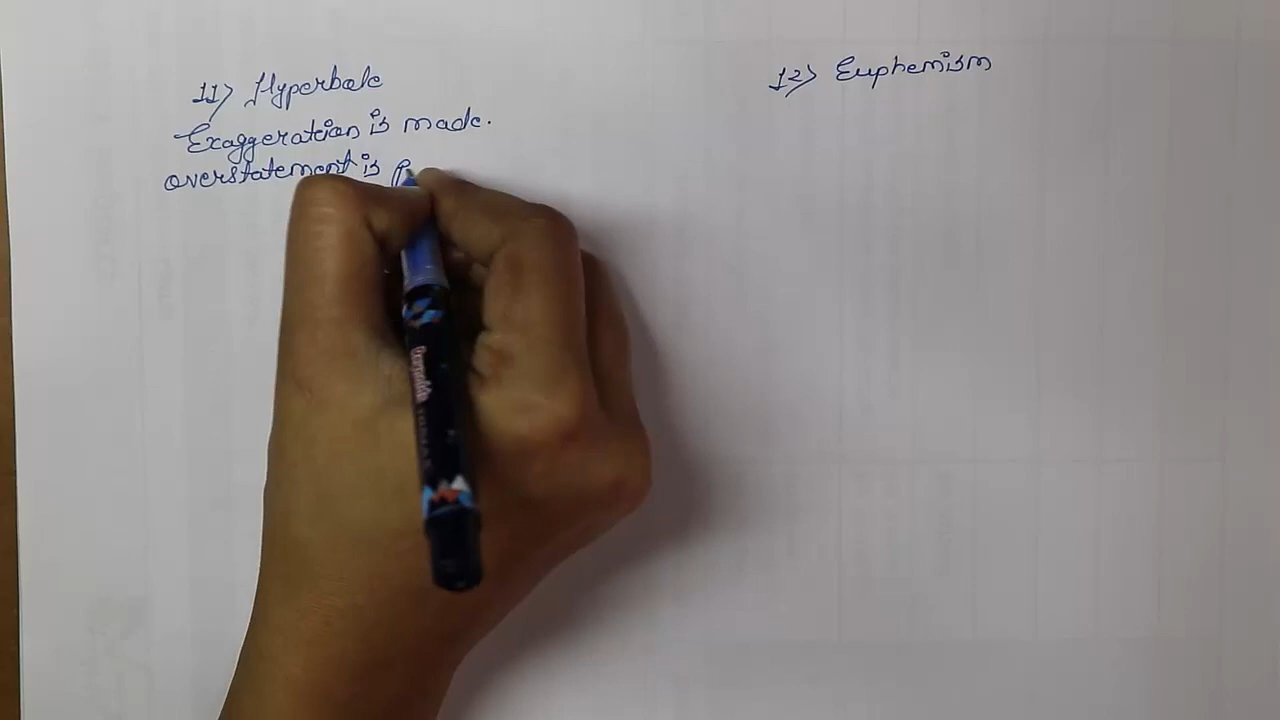 11) Hyperbole
Exaggeration is made.
overstatement is
12) Euphemism